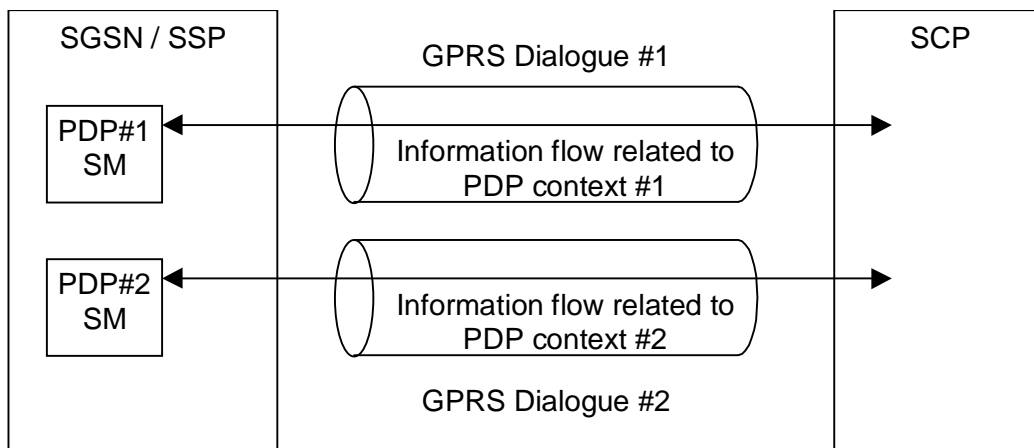 SGSN / SSP
SCP
GPRS Dialogue #1
PDP#1
SM
Information flow related to
PDP context #1
PDP#2
SM
Information flow related to
PDP context #2
GPRS Dialogue #2